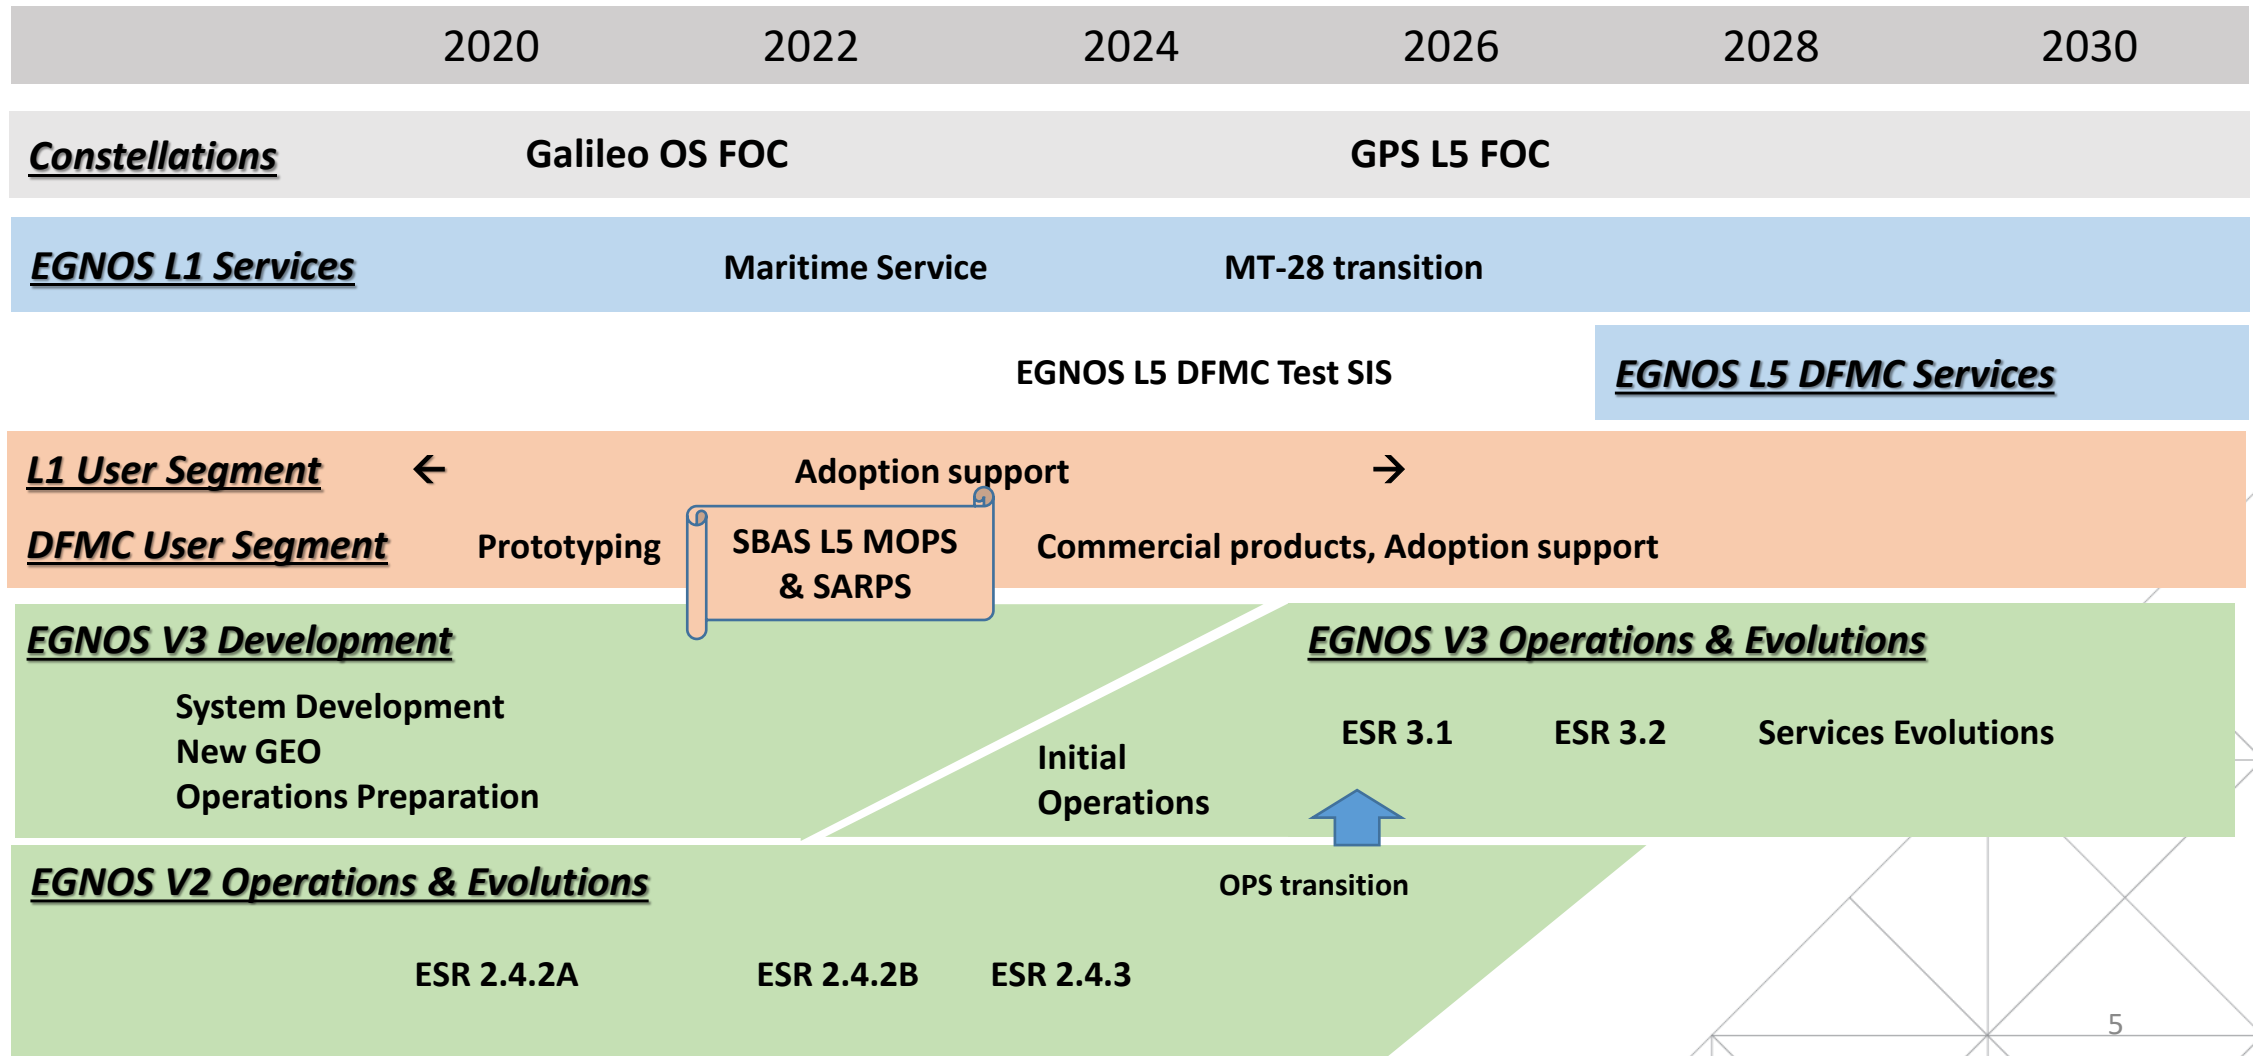 2020 2022 2024 2026 2028 2030
Constellations Galileo OS FOC GPS L5 FOC
EGNOS L1 Services Maritime Service MT-28 transition
EGNOS L5 DFMC Test SIS EGNOS L5 DFMC Services
L1 User Segment ← Adoption support →
DFMC User Segment Prototyping SBAS L5 MOPS Commercial products, Adoption support
& SARPS
EGNOS V3 Development
System Development
New GEO
Operations Preparation
EGNOS V3 Operations & Evolutions
Initial
Operations
ESR 3.1 ESR 3.2 Services Evolutions
EGNOS V2 Operations & Evolutions OPS transition
ESR 2.4.2A ESR 2.4.2B ESR 2.4.3
5